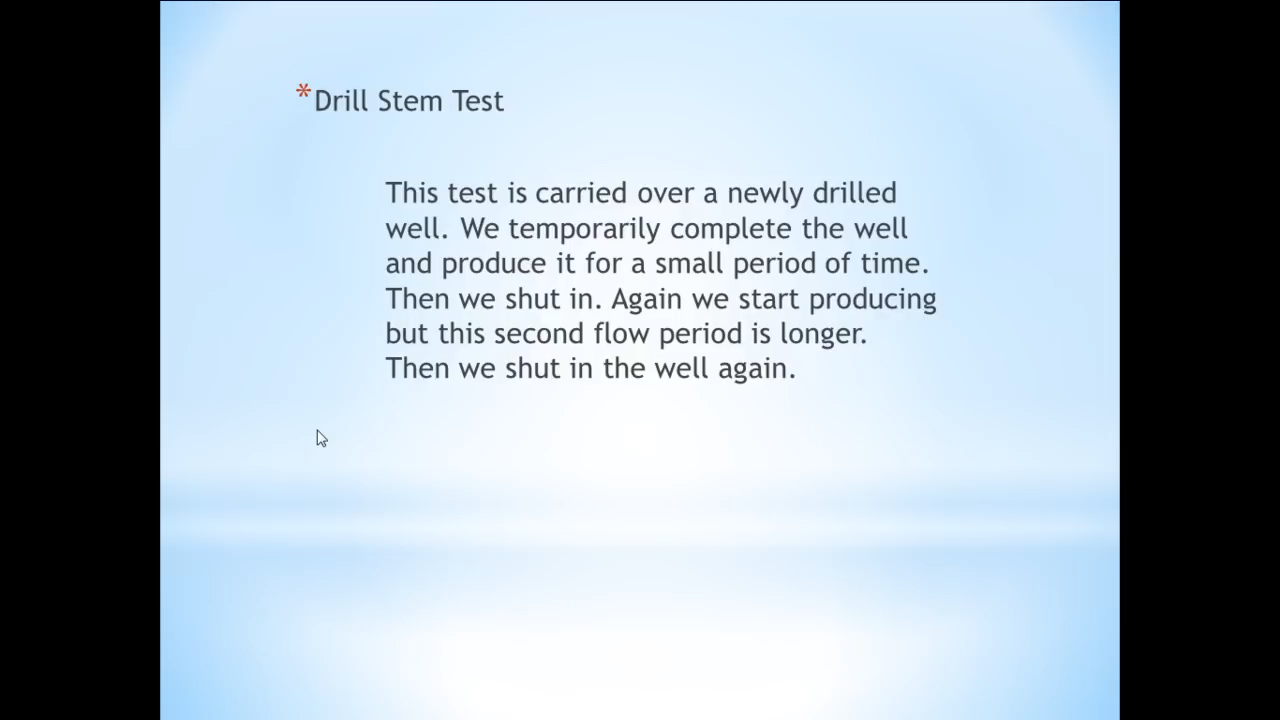 *Drill Stem Test
This test is carried over a newly drilled
well. We temporarily complete the well
and produce it for a small period of time.
Then we shut in. Again we start producing
but this second flow period is longer.
Then we shut in the well again.